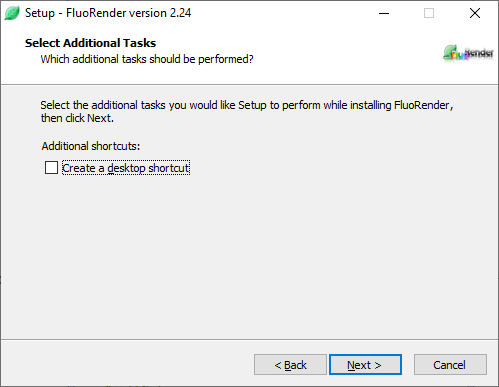 Setup - FluoRender version 2.24
Select Additional Tasks
Which additional tasks should be performed?
FluoRender
Select the additional tasks you would like Setup to perform while installing FluoRender,
then click Next.
Additional shortcuts:
Create a desktop shortcut
< Back
Next >
Cancel